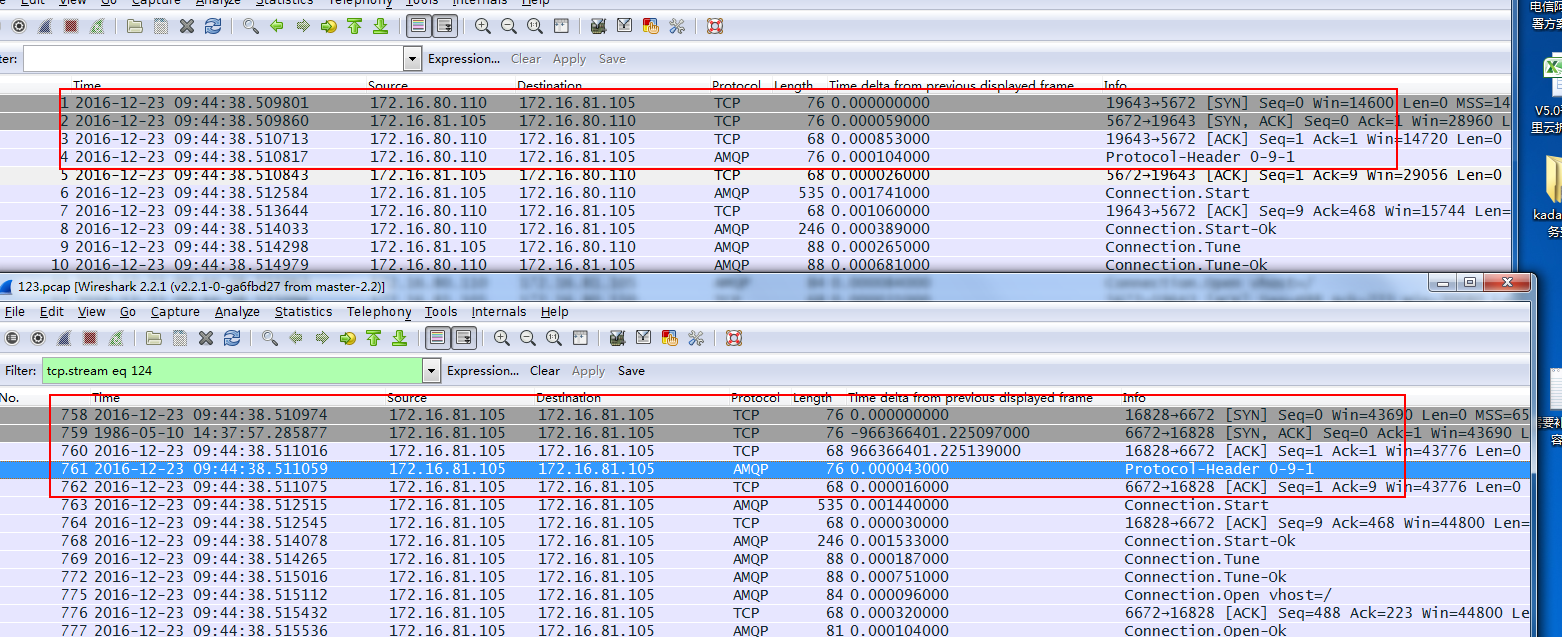 Edit View Go Capture Analyze Statistics Telephony Tools Internals Help
ter: Expression... Clear Apply Save
Time Source Destination Protocol Length Time delta from previous displayed frame Info
1 2016-12-23 09:44:38.509801 172.16.80.110 172.16.81.105 TCP 76 0.000000000 19643→5672 [SYN] Seq=0 Win=14600 Len=0 MSS=14
2 2016-12-23 09:44:38.509860 172.16.81.105 172.16.80.110 TCP 76 0.000059000 5672→19643 [SYN, ACK] Seq=0 Ack=1 Win=28960 L
3 2016-12-23 09:44:38.510713 172.16.80.110 172.16.81.105 TCP 68 0.000853000 19643→5672 [ACK] Seq=1 Ack=1 Win=14720 Len=0
4 2016-12-23 09:44:38.510817 172.16.80.110 172.16.81.105 AMQP 76 0.000104000 Protocol-Header 0-9-1
5 2016-12-23 09:44:38.510843 172.16.81.105 172.16.80.110 TCP 68 0.000026000 5672→19643 [ACK] Seq=1 Ack=9 Win=29056 Len=0
6 2016-12-23 09:44:38.512584 172.16.81.105 172.16.80.110 AMQP 535 0.001741000 Connection.Start
7 2016-12-23 09:44:38.513644 172.16.80.110 172.16.81.105 TCP 68 0.001060000 19643→5672 [ACK] Seq=9 Ack=468 Win=15744 Len=
8 2016-12-23 09:44:38.514033 172.16.80.110 172.16.81.105 AMQP 246 0.000389000 Connection.Start-Ok
9 2016-12-23 09:44:38.514298 172.16.81.105 172.16.80.110 AMQP 88 0.000265000 Connection.Tune
10 2016-12-23 09:44:38.514979 172.16.80.110 172.16.81.105 AMQP 88 0.000681000 Connection.Tune-Ok
123.pcap [Wireshark 2.2.1 (v2.2.1-0-ga6fbd27 from master-2.2)]
File Edit View Go Capture Analyze Statistics Telephony Tools Internals Help
Filter: tcp.stream eq 124 Expression... Clear Apply Save
No. Time Source Destination Protocol Length Time delta from previous displayed frame Info
758 2016-12-23 09:44:38.510974 172.16.81.105 172.16.81.105 TCP 76 0.000000000 16828→6672 [SYN] Seq=0 Win=43690 Len=0 MSS=65
759 1986-05-10 14:37:57.285877 172.16.81.105 172.16.81.105 TCP 76 -966366401.225097000 6672→16828 [SYN, ACK] Seq=0 Ack=1 Win=43690 L
760 2016-12-23 09:44:38.511016 172.16.81.105 172.16.81.105 TCP 68 966366401.225139000 16828→6672 [ACK] Seq=1 Ack=1 Win=43776 Len=0
761 2016-12-23 09:44:38.511059 172.16.81.105 172.16.81.105 AMQP 76 0.000043000 Protocol-Header 0-9-1
762 2016-12-23 09:44:38.511075 172.16.81.105 172.16.81.105 TCP 68 0.000016000 6672→16828 [ACK] Seq=1 Ack=9 Win=43776 Len=0
763 2016-12-23 09:44:38.512515 172.16.81.105 172.16.81.105 AMQP 535 0.001440000 Connection.Start
764 2016-12-23 09:44:38.512545 172.16.81.105 172.16.81.105 TCP 68 0.000030000 16828→6672 [ACK] Seq=9 Ack=468 Win=44800 Len=
768 2016-12-23 09:44:38.514078 172.16.81.105 172.16.81.105 AMQP 246 0.001533000 Connection.Start-Ok
769 2016-12-23 09:44:38.514265 172.16.81.105 172.16.81.105 AMQP 88 0.000187000 Connection.Tune
772 2016-12-23 09:44:38.515016 172.16.81.105 172.16.81.105 AMQP 88 0.000751000 Connection.Tune-Ok
775 2016-12-23 09:44:38.515112 172.16.81.105 172.16.81.105 AMQP 84 0.000096000 Connection.Open vhost=/
776 2016-12-23 09:44:38.515432 172.16.81.105 172.16.81.105 TCP 68 0.000320000 6672→16828 [ACK] Seq=488 Ack=223 Win=44800 Le
777 2016-12-23 09:44:38.515536 172.16.81.105 172.16.81.105 AMQP 81 0.000104000 Connection.Open-Ok
电信阿
署方案
V5.0
里云
kada
务
需要补
容